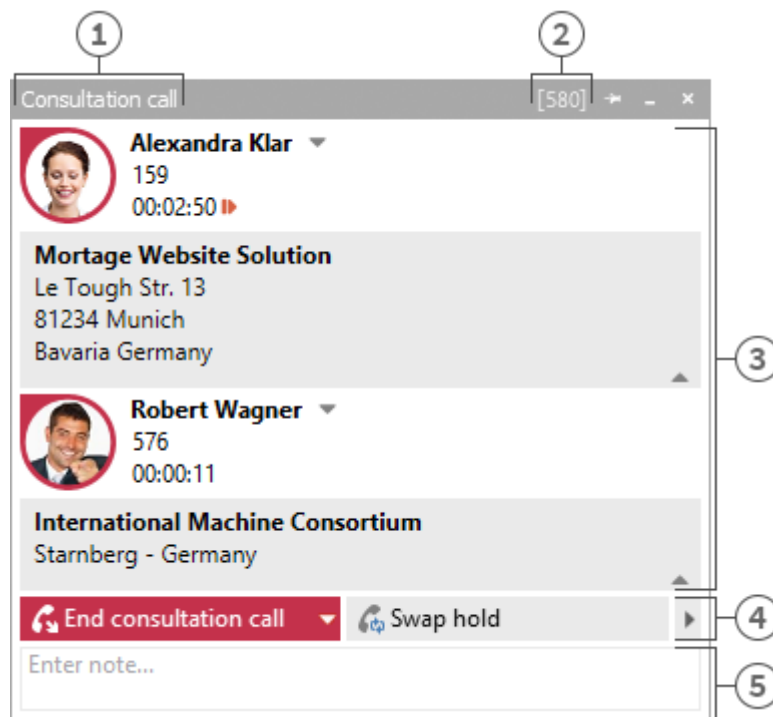 1
2
Consultation call [580]
Alexandra Klar
159
00:02:50
Mortage Website Solution
Le Tough Str. 13
81234 Munich
Bavaria Germany
3
Robert Wagner
576
00:00:11
International Machine Consortium
Starnberg - Germany
End consultation call
Swap hold
4
Enter note...
5